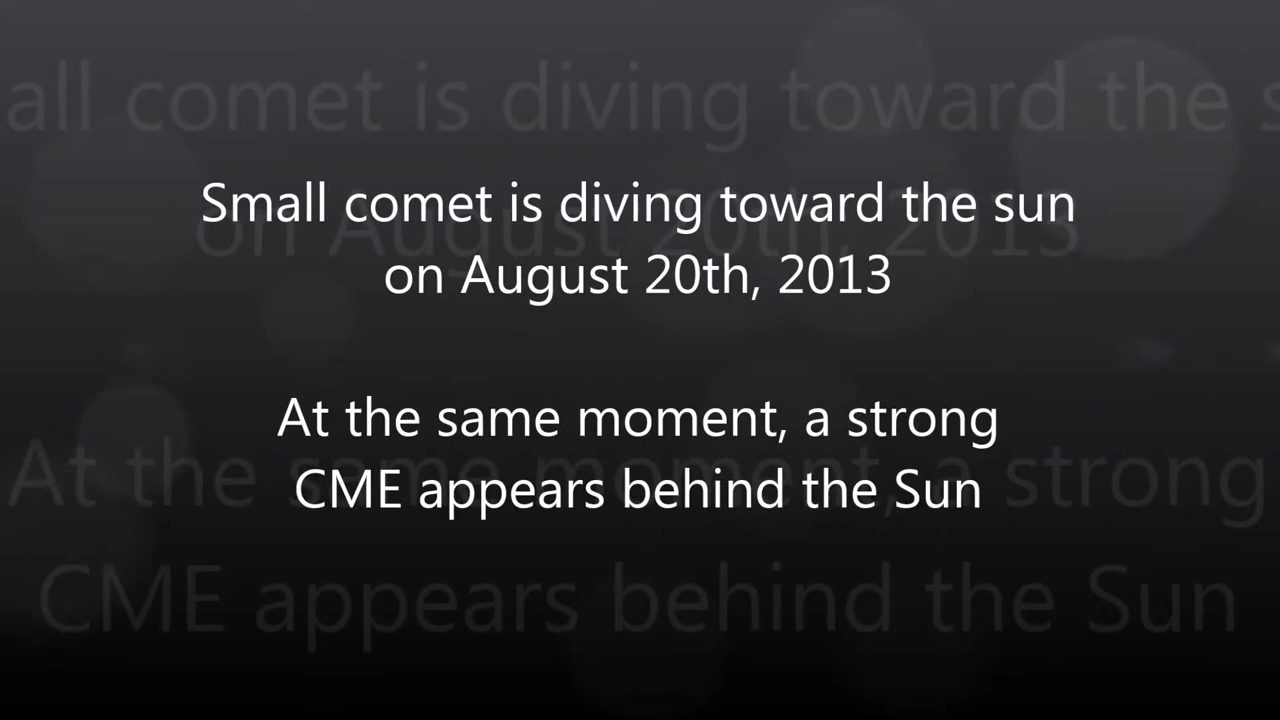 Small comet is diving toward the sun
on August 20th, 2013
At the same moment, a strong
CME appears behind the Sun